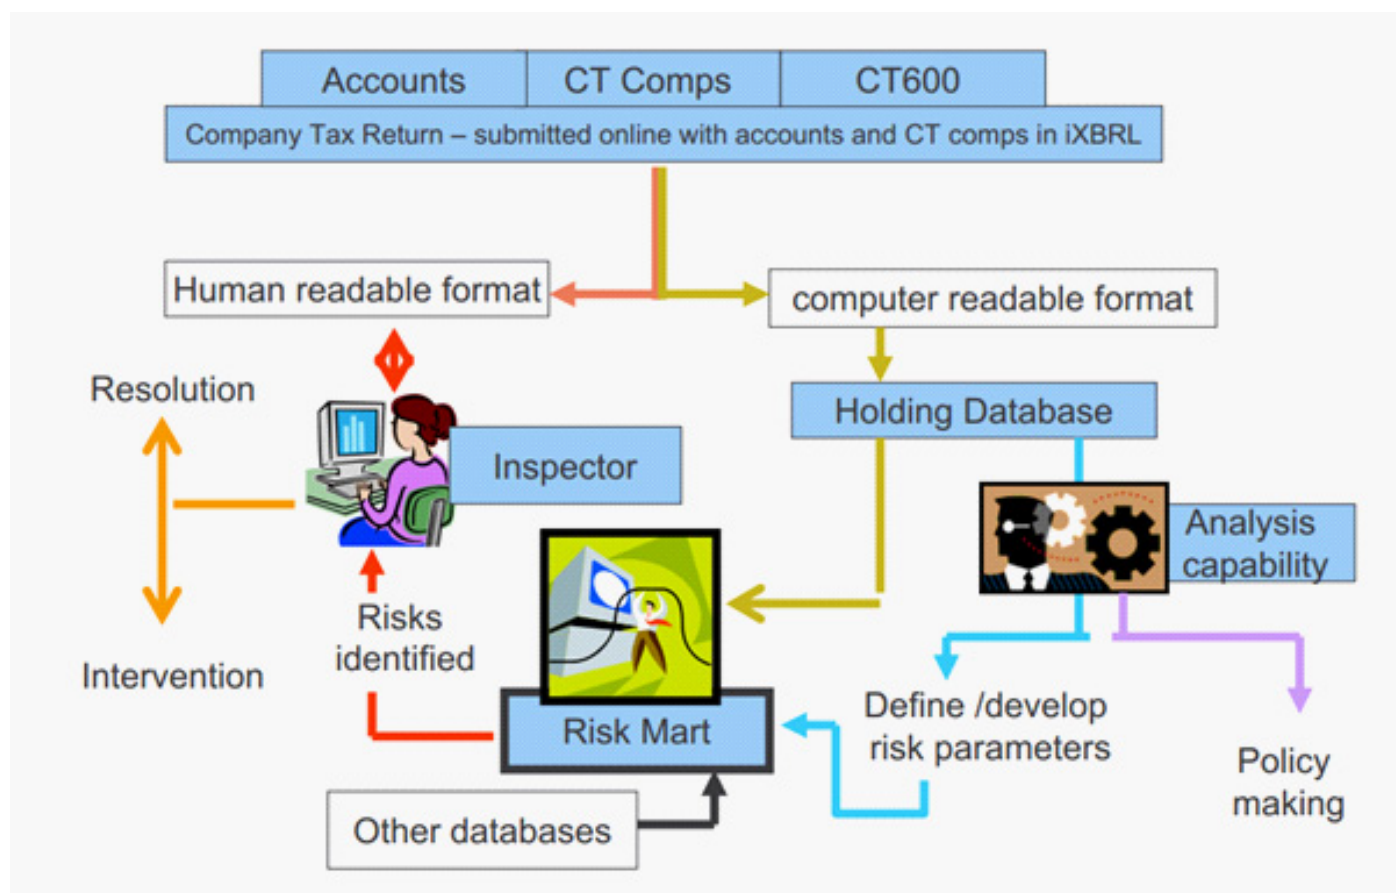 Accounts
CT Comps
CT600
Company Tax Return – submitted online with accounts and CT comps in iXBRL
Human readable format
computer readable format
Resolution
Holding Database
Inspector
Analysis
capability
Risks
identified
Intervention
Risk Mart
Define /develop
risk parameters
Policy
making
Other databases